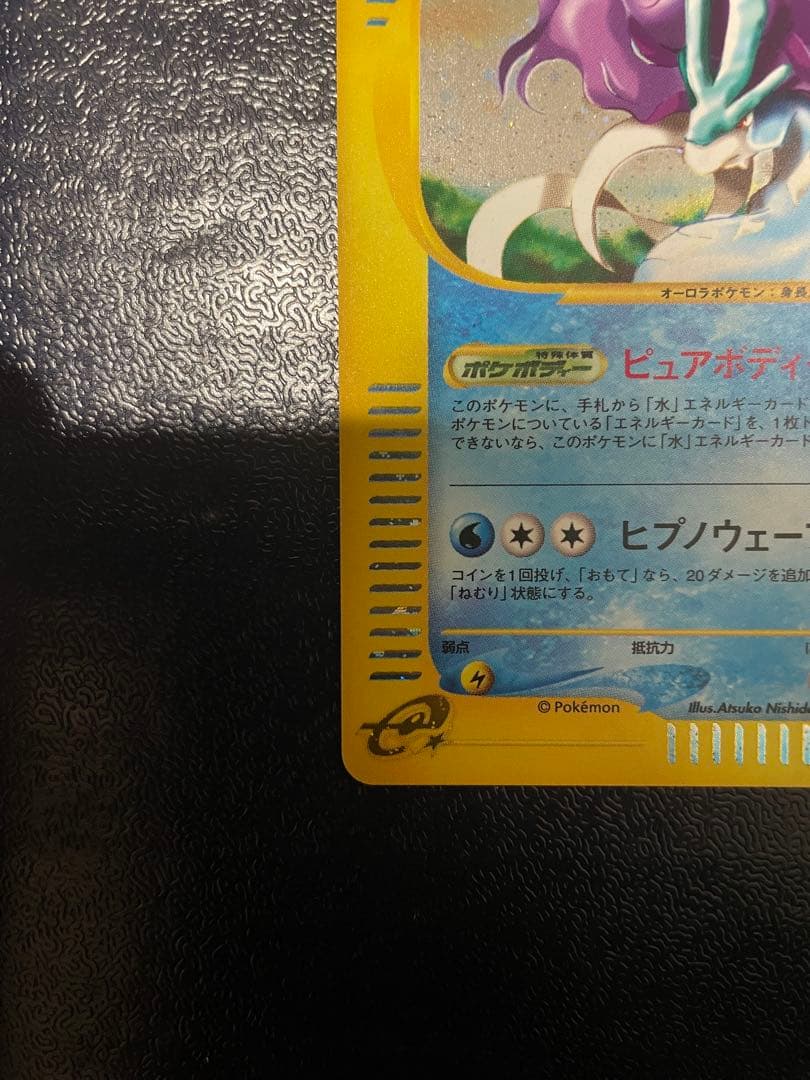 オーロラポケモン：身長
特殊体質
ポケボディー
ピュアボディ
このポケモンに、手札から「水」エネルギーカード
ポケモンについている「エネルギーカード」を、1枚ト
できないなら、このポケモンに「水」エネルギーカード
ヒプノウェー
コインを1回投げ、「おもて」なら、20ダメージを追加
「ねむり」状態にする。
弱点
抵抗力
© Pokémon
Illus.Atsuko Nishida
e